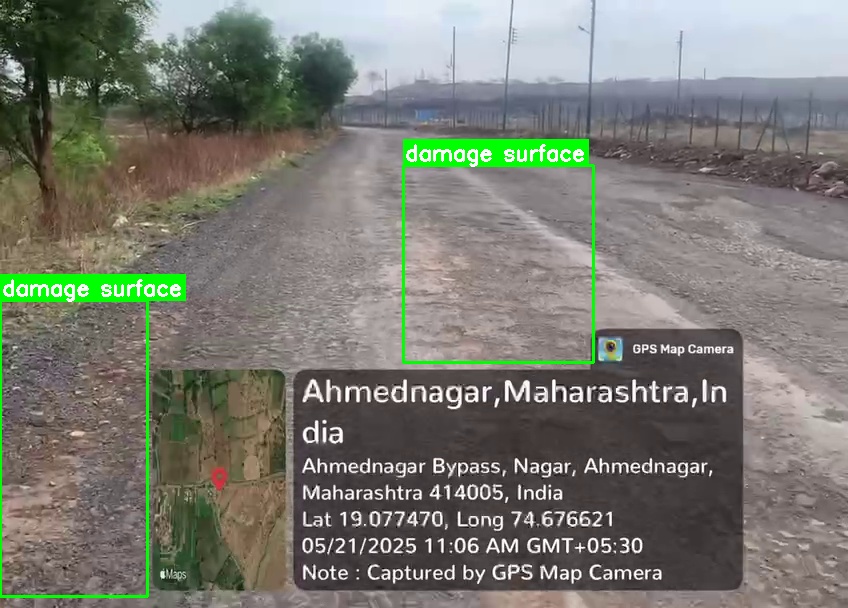 damage surface
damage surface
GPS Map Camera
Ahmednagar,Maharashtra,In
dia
Ahmednagar Bypass, Nagar, Ahmednagar,
Maharashtra 414005, India
Lat 19.077470, Long 74.676621
05/21/2025 11:06 AM GMT+05:30
Note : Captured by GPS Map Camera
Maps